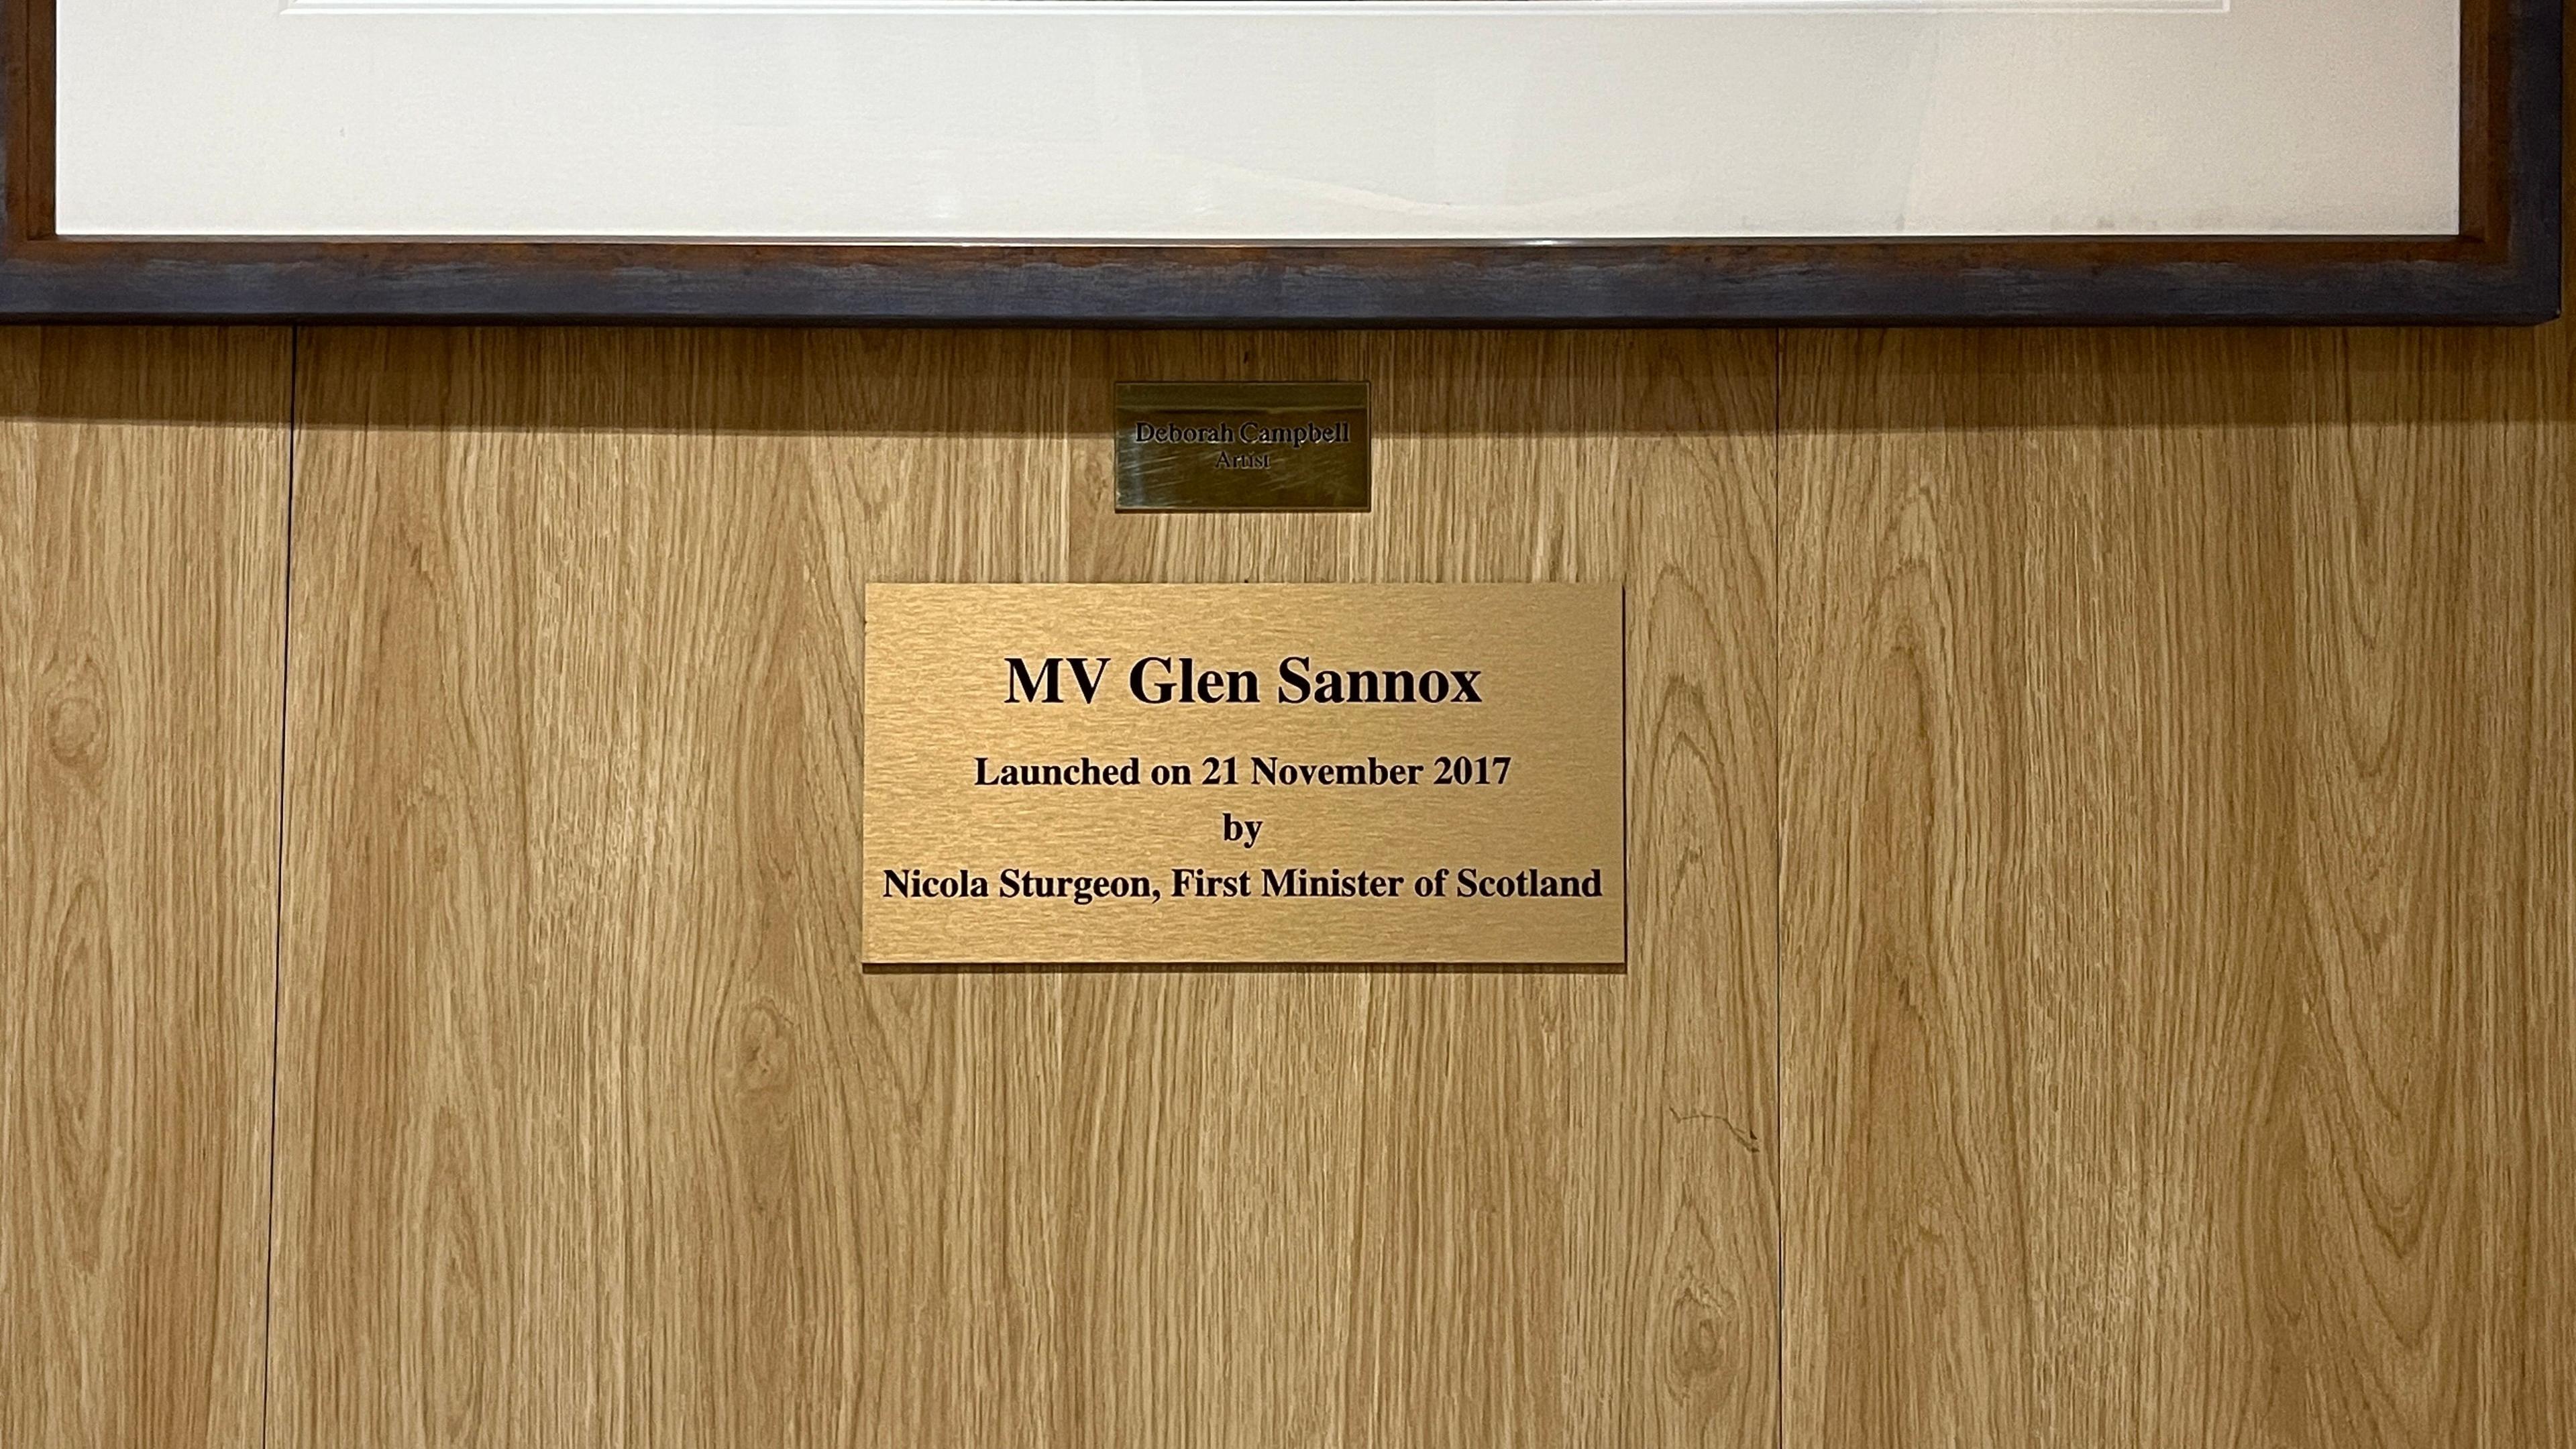 Deborah Campbell
Artist
MV Glen Sannox
Launched on 21 November 2017
by
Nicola Sturgeon, First Minister of Scotland